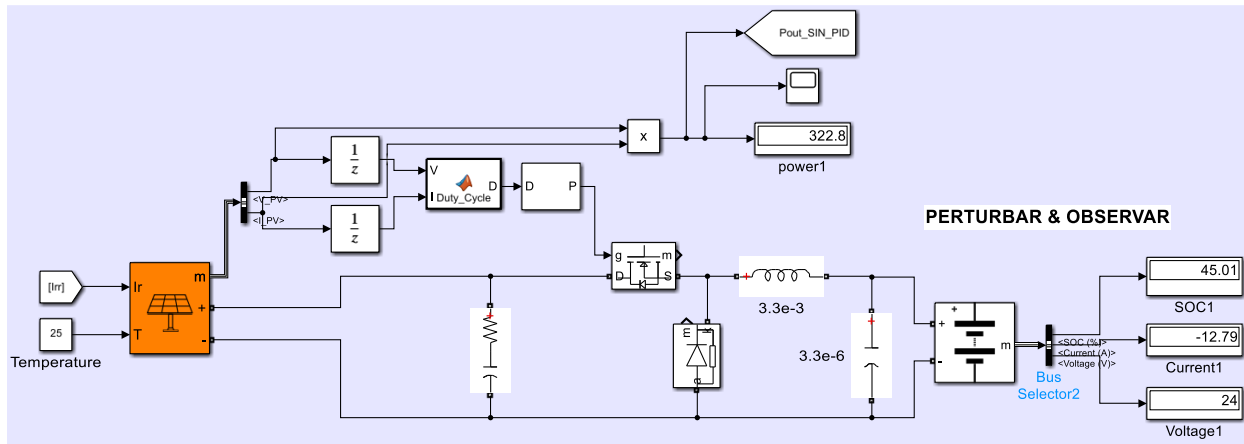 Pout_SIN_PID
x
322.8
power1
1
z
V
I
D
Duty_Cycle
D
P
<V_PV>
<I_PV>
1
z
PERTURBAR & OBSERVAR
[Irr]
Ir
m
+
T
-
25
Temperature
g
m
D
S
3.3e-3
3.3e-6
m
k
a
+
+
-
m
<SOC (%)>
<Current (A)>
<Voltage (V)>
Bus
Selector2
45.01
SOC1
-12.79
Current1
24
Voltage1